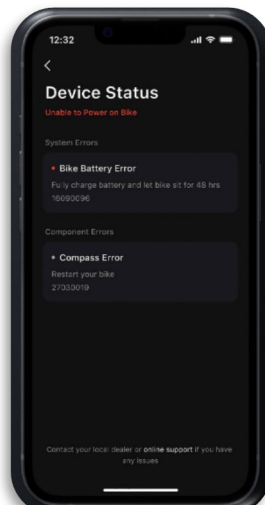 12:32
Device Status
Unable to Power on Bike
System Errors
Bike Battery Error
Fully charge battery and let bike sit for 48 hrs
16090096
Component Errors
Compass Error
Restart your bike
27030019
Contact your local dealer or online support if you have
any issues